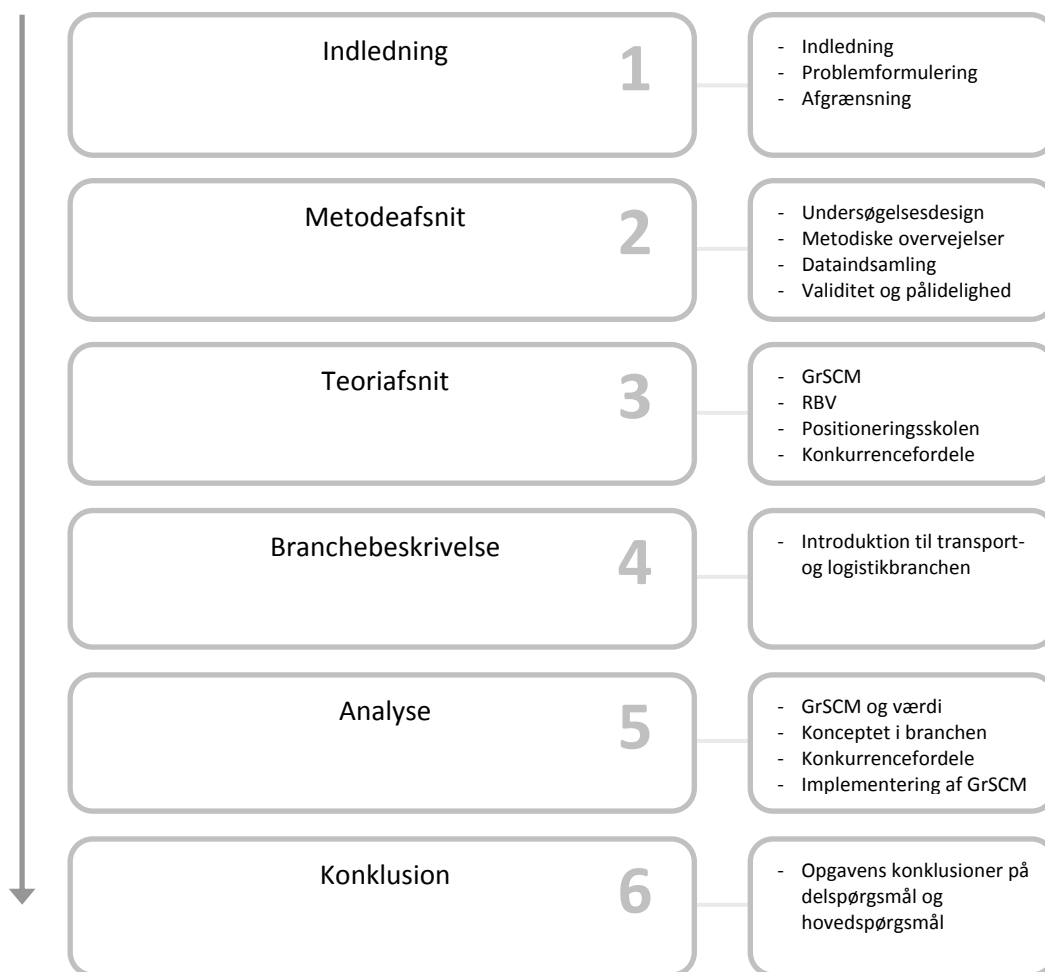 Indledning
1
- Indledning
- Problemformulering
- Afgrænsning
Metodeafsnit
2
- Undersøgelsesdesign
- Metodiske overvejelser
- Dataindsamling
- Validitet og pålidelighed
Teoriafsnit
3
- GrSCM
- RBV
- Positioneringsskolen
- Konkurrencefordele
Branchebeskrivelse
4
- Introduktion til transport-
og logistikbranchen
Analyse
5
- GrSCM og værdi
- Konceptet i branchen
- Konkurrencefordele
- Implementering af GrSCM
Konklusion
6
- Opgavens konklusioner på
delspørgsmål og
hovedspørgsmål